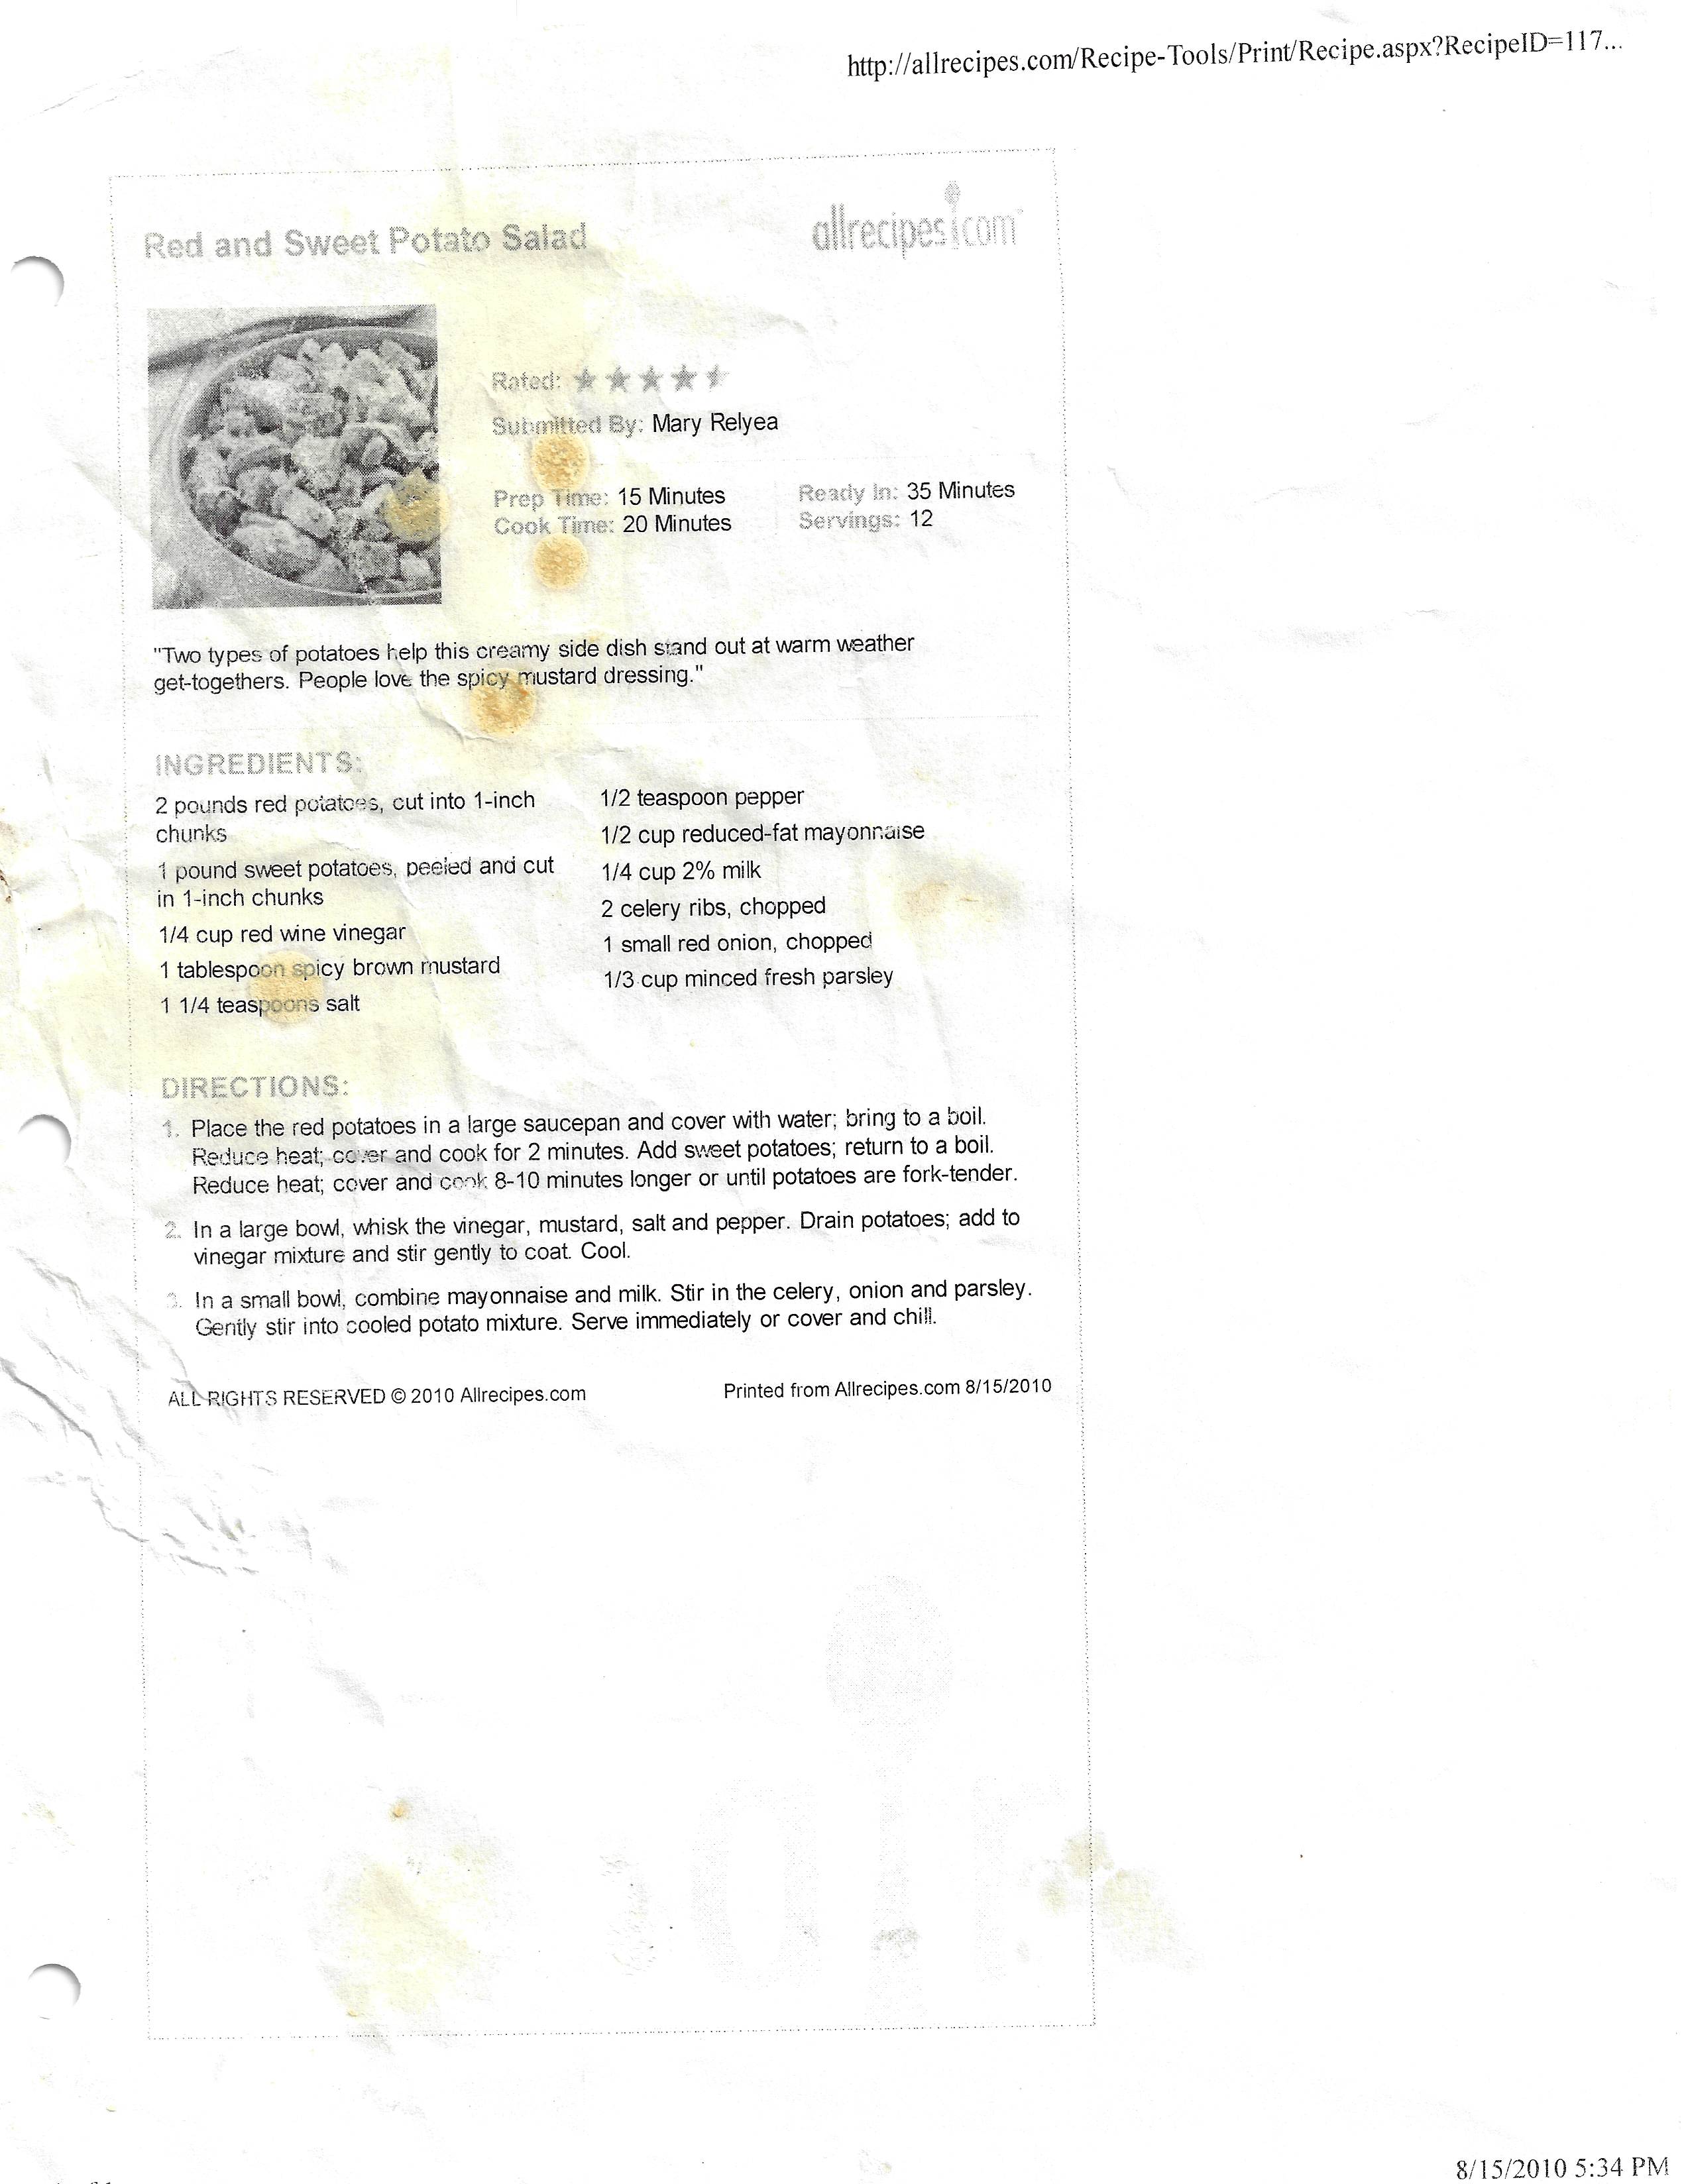 http://allrecipes.com/Recipe-Tools/Print/Recipe.aspx?RecipeID=117...
Red and Sweet Potato Salad
allrecipes.com
Rated:
Submitted By: Mary Relyea
Prep Time: 15 Minutes
Cook Time: 20 Minutes
Ready In: 35 Minutes
Servings: 12
"Two types of potatoes help this creamy side dish stand out at warm weather
get-togethers. People love the spicy mustard dressing."
INGREDIENTS:
2 pounds red potatoes, cut into 1-inch
chunks
1 pound sweet potatoes, peeled and cut
in 1-inch chunks
1/4 cup red wine vinegar
1 tablespoon spicy brown mustard
1 1/4 teaspoons salt
1/2 teaspoon pepper
1/2 cup reduced-fat mayonnaise
1/4 cup 2% milk
2 celery ribs, chopped
1 small red onion, chopped
1/3 cup minced fresh parsley
DIRECTIONS:
1. Place the red potatoes in a large saucepan and cover with water; bring to a boil.
Reduce heat; cover and cook for 2 minutes. Add sweet potatoes; return to a boil.
Reduce heat; cover and cook 8-10 minutes longer or until potatoes are fork-tender.
2. In a large bowl, whisk the vinegar, mustard, salt and pepper. Drain potatoes; add to
vinegar mixture and stir gently to coat. Cool.
3. In a small bowl, combine mayonnaise and milk. Stir in the celery, onion and parsley.
Gently stir into cooled potato mixture. Serve immediately or cover and chill.
ALL RIGHTS RESERVED © 2010 Allrecipes.com
Printed from Allrecipes.com 8/15/2010
8/15/2010 5:34 PM